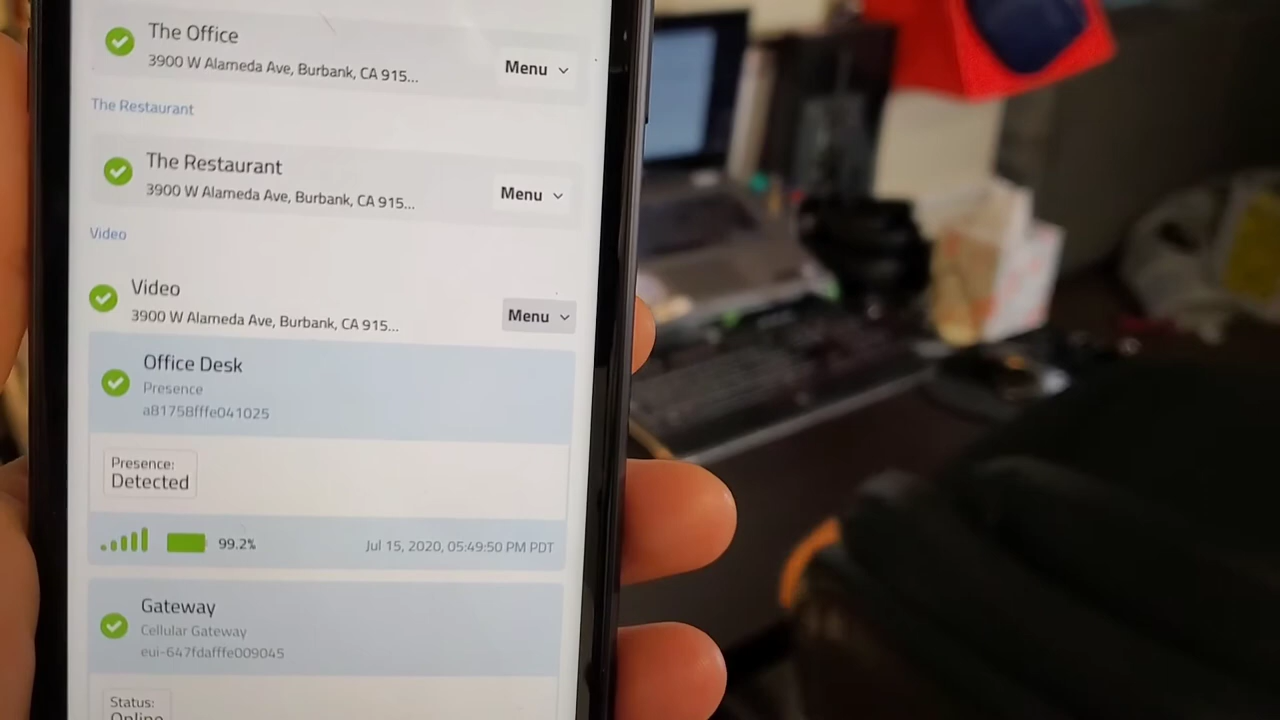 The Office
3900 W Alameda Ave, Burbank, CA 915...
Menu
The Restaurant
The Restaurant
3900 W Alameda Ave, Burbank, CA 915...
Menu
Video
Video
3900 W Alameda Ave, Burbank, CA 915...
Menu
Office Desk
Presence
a81758fffe041025
Presence:
Detected
99.2%
Jul 15, 2020, 05:49:50 PM PDT
Gateway
Cellular Gateway
eui-647fdafffe009045
Status:
Online